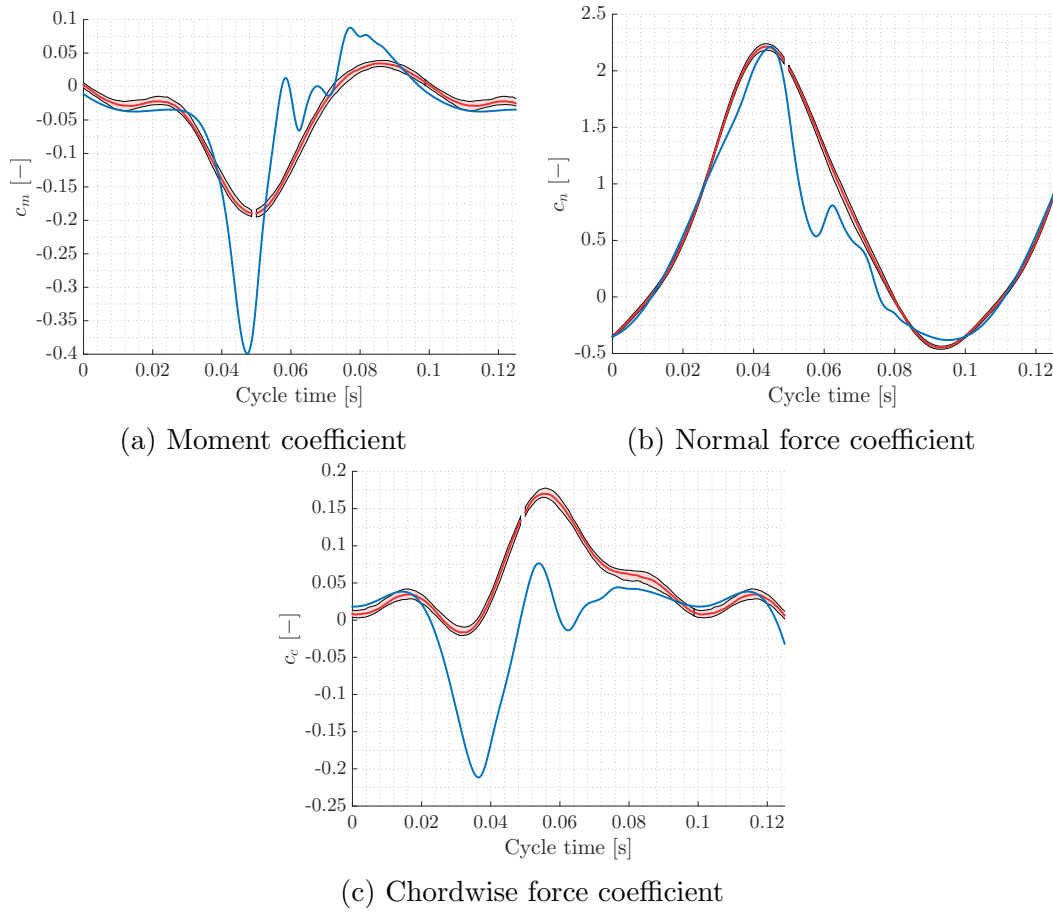 0.1
0.05
0
-0.05
-0.1
-0.15
-0.2
-0.25
-0.3
-0.35
-0.4
c_m [−]
0 0.02 0.04 0.06 0.08 0.1 0.12
Cycle time [s]
(a) Moment coefficient
2.5
2
1.5
1
0.5
0
-0.5
c_n [−]
0 0.02 0.04 0.06 0.08 0.1 0.12
Cycle time [s]
(b) Normal force coefficient
0.2
0.15
0.1
0.05
0
-0.05
-0.1
-0.15
-0.2
-0.25
c_c [−]
0 0.02 0.04 0.06 0.08 0.1 0.12
Cycle time [s]
(c) Chordwise force coefficient